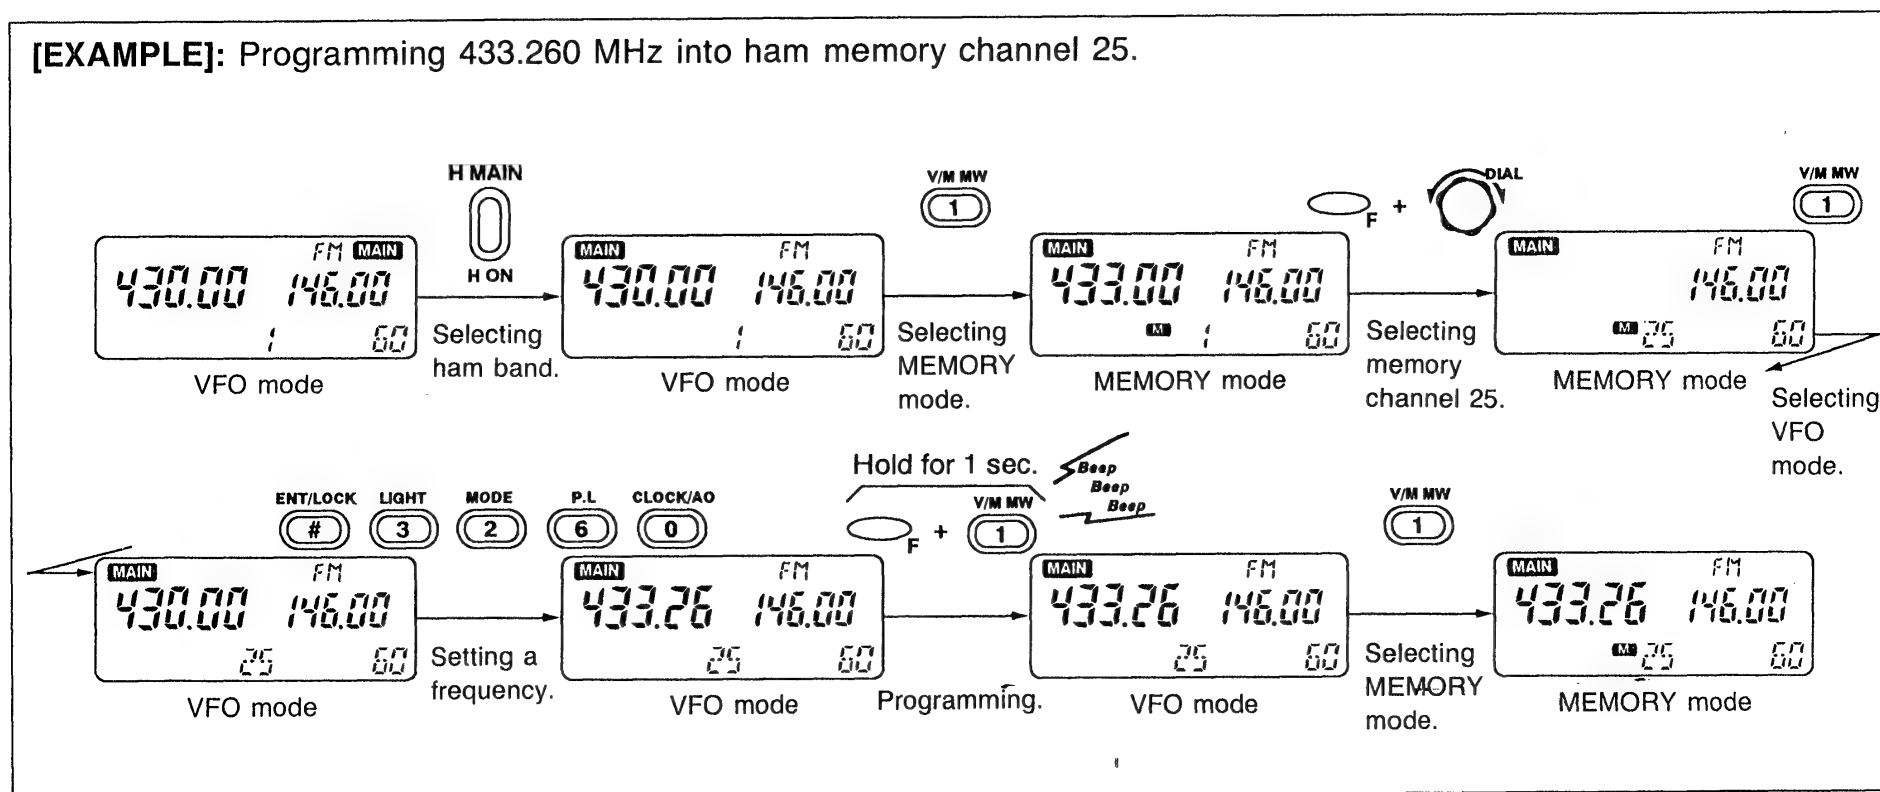 [EXAMPLE]: Programming 433.260 MHz into ham memory channel 25.
H MAIN
H ON
V/M MW
1
F + DIAL
V/M MW
1
FM MAIN
430.00 146.00
1 60
VFO mode
Selecting
ham band.
MAIN FM
430.00 146.00
1 60
VFO mode
Selecting
MEMORY
mode.
MAIN FM
433.00 146.00
M 1 60
MEMORY mode
Selecting
memory
channel 25.
MAIN FM
146.00
M 25 60
MEMORY mode
Selecting
VFO
mode.
ENT/LOCK LIGHT MODE P.L CLOCK/AO
# 3 2 6 0
Hold for 1 sec.
V/M MW
F + 1
Beep
Beep
Beep
V/M MW
1
MAIN FM
430.00 146.00
25 60
VFO mode
Setting a
frequency.
MAIN FM
433.26 146.00
25 60
VFO mode
Programming.
MAIN FM
433.26 146.00
25 60
VFO mode
Selecting
MEMORY
mode.
MAIN FM
433.26 146.00
M 25 60
MEMORY mode